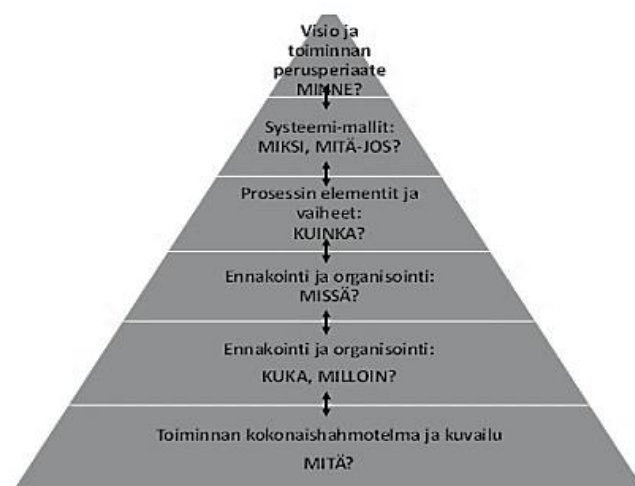 Visio ja
toiminnan
perusperiaate
MINNE?
Systeemi-mallit:
MIKSI, MITÄ-JOS?
Prosessin elementit ja
vaiheet:
KUINKA?
Ennakointi ja organisointi:
MISSÄ?
Ennakointi ja organisointi:
KUKA, MILLOIN?
Toiminnan kokonaishahmotelma ja kuvailu
MITÄ?